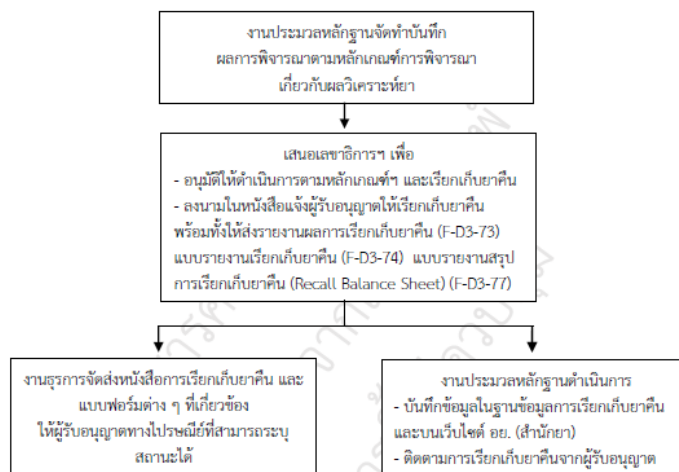 งานประมวลหลักฐานจัดทำบันทึก
ผลการพิจารณาตามหลักเกณฑ์การพิจารณา
เกี่ยวกับผลวิเคราะห์ยา
เสนอเลขาธิการฯ เพื่อ
- อนุมัติให้ดำเนินการตามหลักเกณฑ์ฯ และเรียกเก็บยาคืน
- ลงนามในหนังสือแจ้งผู้รับอนุญาตให้เรียกเก็บยาคืน
พร้อมทั้งให้ส่งรายงานผลการเรียกเก็บยาคืน (F-D3-73)
แบบรายงานเรียกเก็บยาคืน (F-D3-74) แบบรายงานสรุป
การเรียกเก็บยาคืน (Recall Balance Sheet) (F-D3-77)
งานธุรการจัดส่งหนังสือการเรียกเก็บยาคืน และ
แบบฟอร์มต่าง ๆ ที่เกี่ยวข้อง
ให้ผู้รับอนุญาตทางไปรษณีย์ที่สามารถระบุ
สถานะได้
งานประมวลหลักฐานดำเนินการ
- บันทึกข้อมูลในฐานข้อมูลการเรียกเก็บยาคืน
และบนเว็บไซต์ อย. (สำนักยา)
- ติดตามการเรียกเก็บยาคืนจากผู้รับอนุญาต